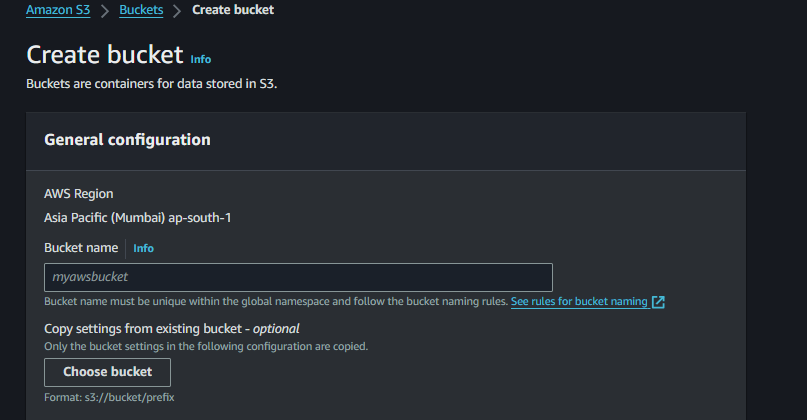 Amazon S3 > Buckets > Create bucket
Create bucket Info
Buckets are containers for data stored in S3.
General configuration
AWS Region
Asia Pacific (Mumbai) ap-south-1
Bucket name Info
myawsbucket
Bucket name must be unique within the global namespace and follow the bucket naming rules. See rules for bucket naming
Copy settings from existing bucket - optional
Only the bucket settings in the following configuration are copied.
Choose bucket
Format: s3://bucket/prefix